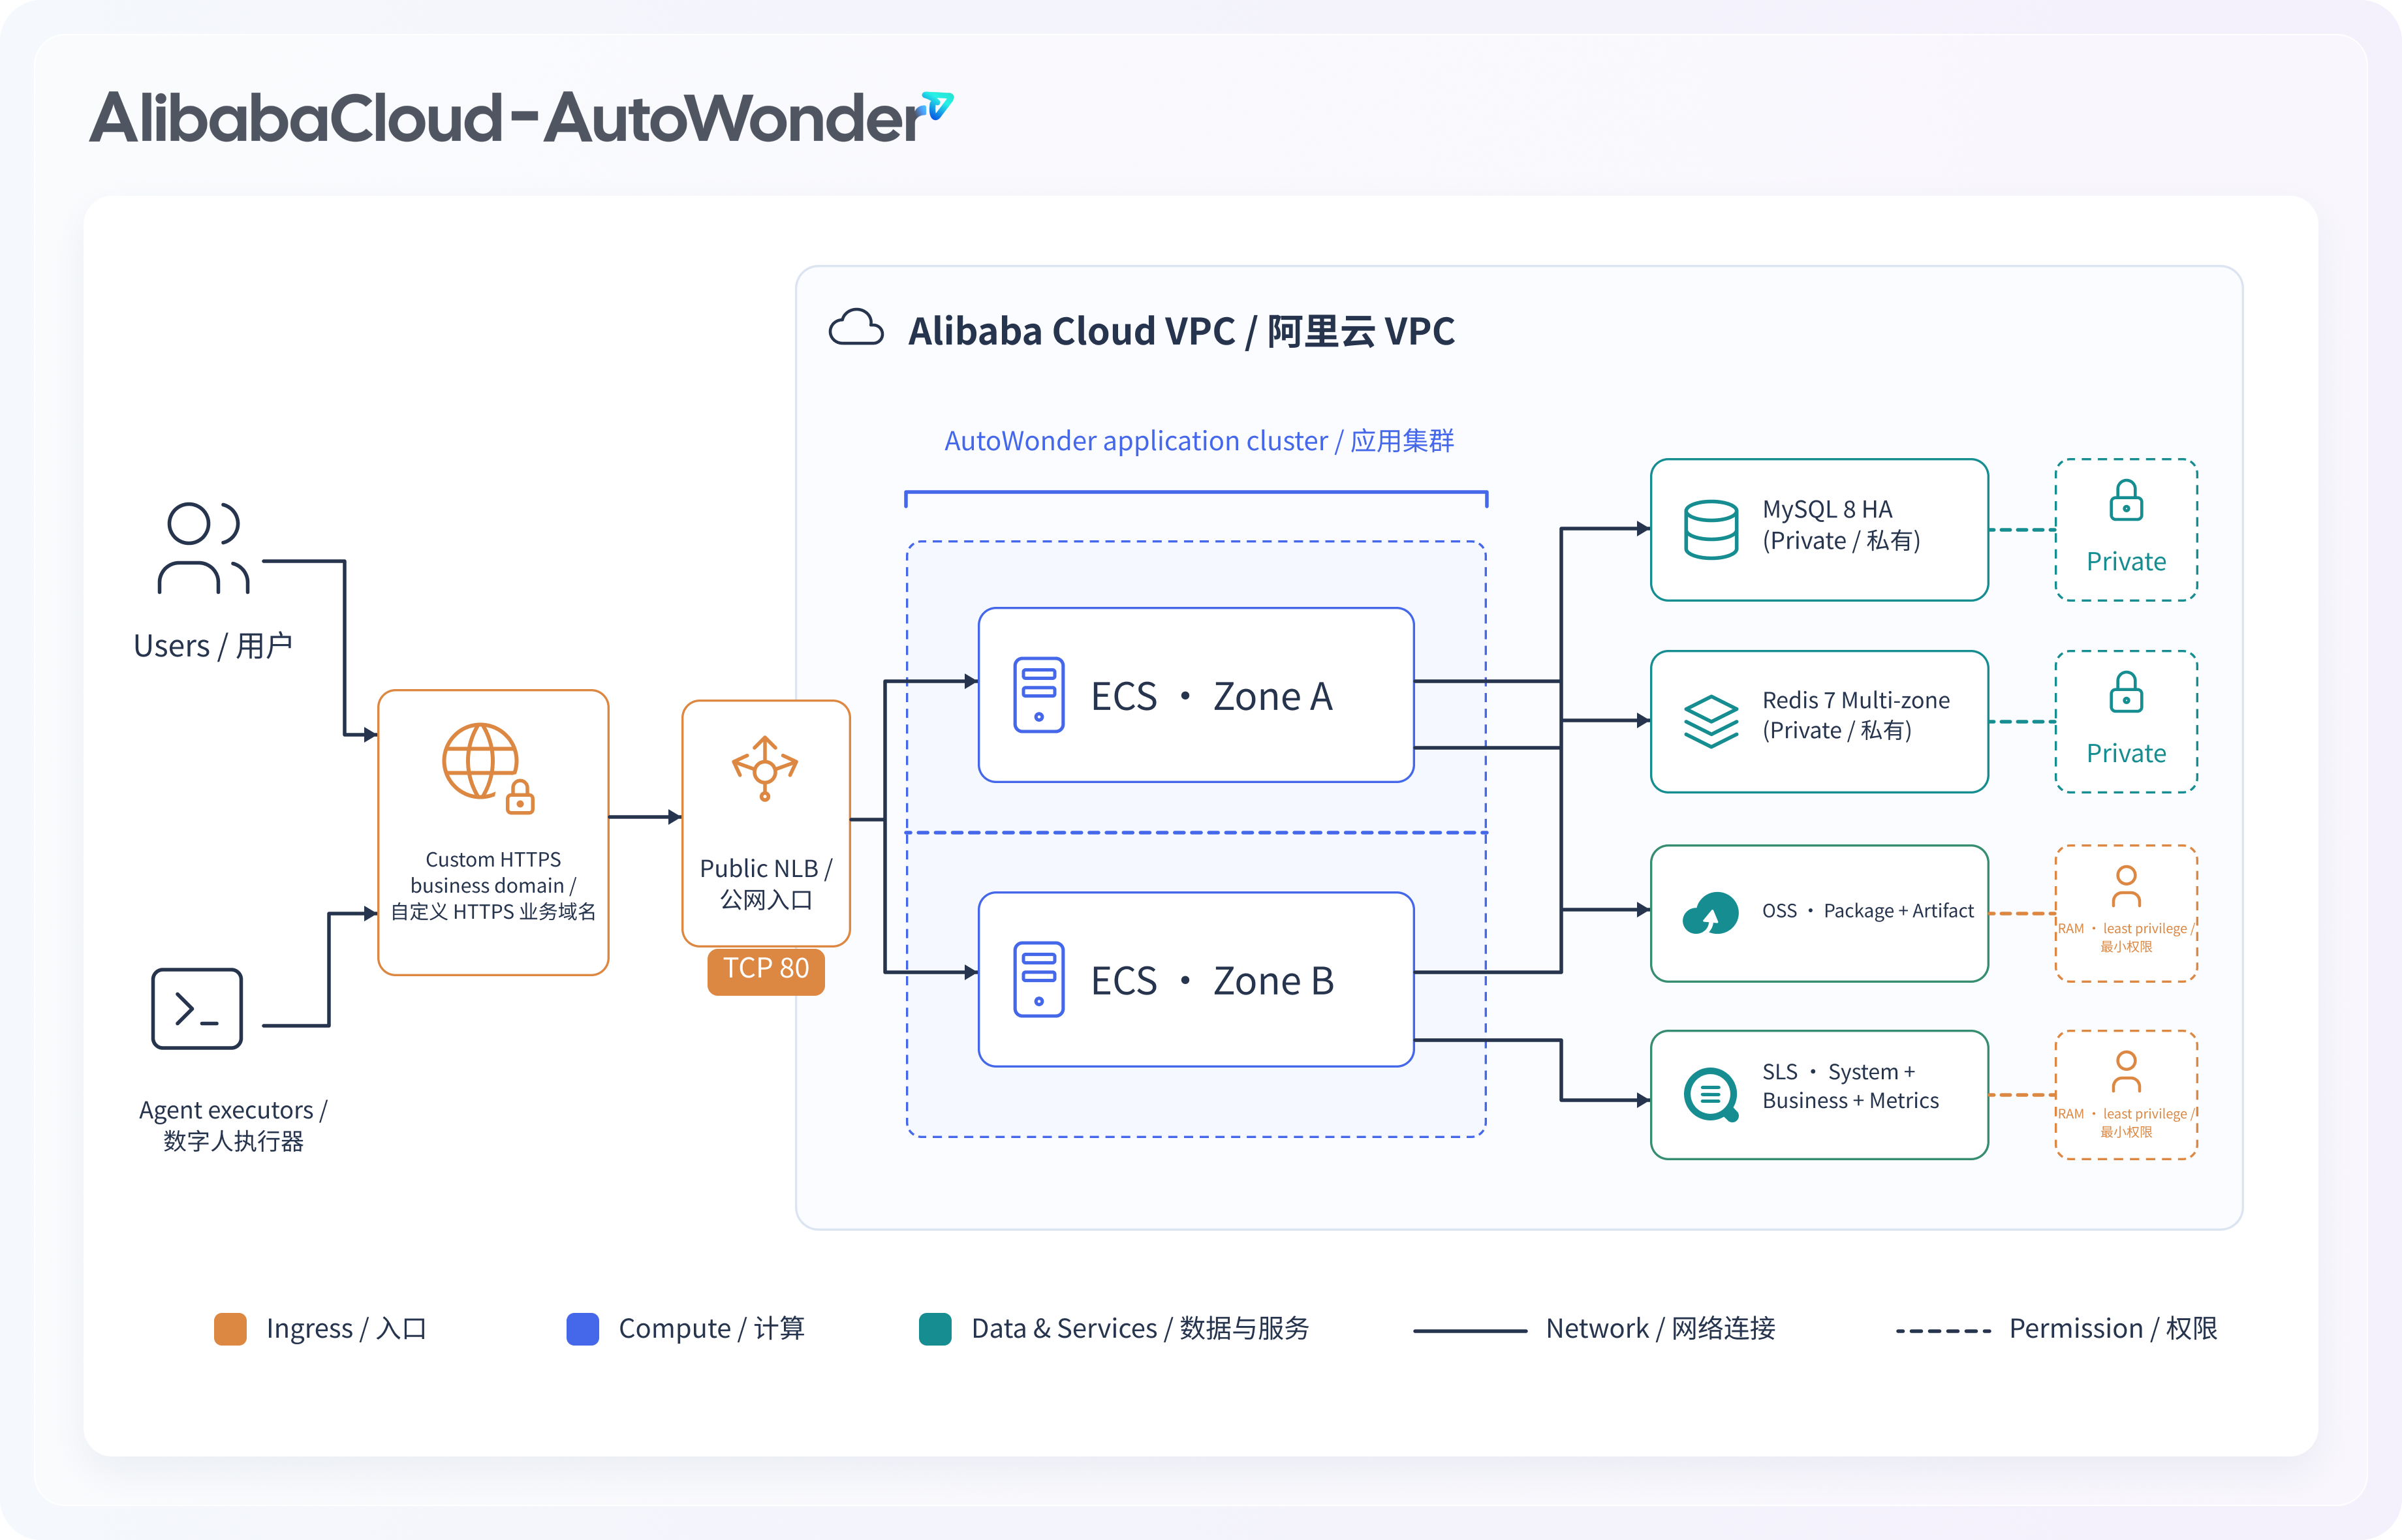 AlibabaCloud-AutoWonder
Alibaba Cloud VPC / 阿里云 VPC
AutoWonder application cluster / 应用集群
Users / 用户
Agent executors /
数字人执行器
Custom HTTPS
business domain /
自定义 HTTPS 业务域名
Public NLB /
公网入口
TCP 80
ECS · Zone A
ECS · Zone B
MySQL 8 HA
(Private / 私有)
Private
Redis 7 Multi-zone
(Private / 私有)
Private
OSS · Package + Artifact
RAM · least privilege /
最小权限
SLS · System +
Business + Metrics
RAM · least privilege /
最小权限
Ingress / 入口
Compute / 计算
Data & Services / 数据与服务
Network / 网络连接
Permission / 权限